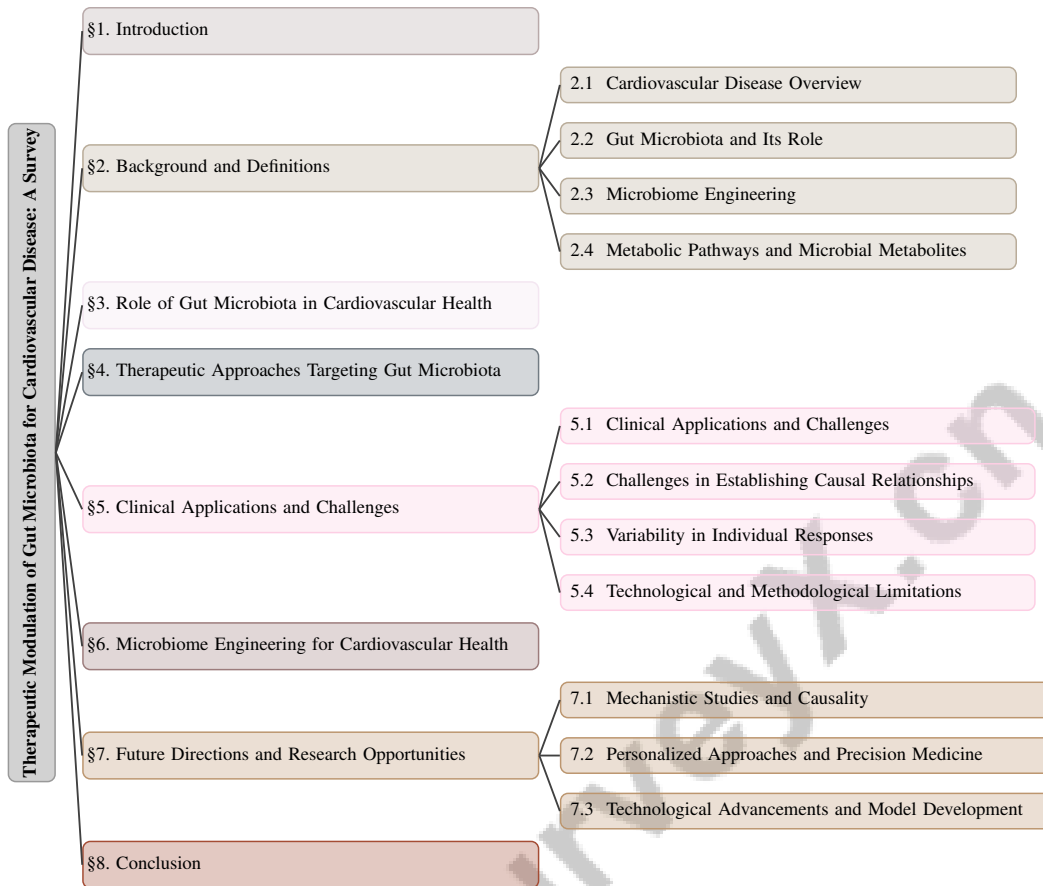 Therapeutic Modulation of Gut Microbiota for Cardiovascular Disease: A Survey
§1. Introduction
§2. Background and Definitions
2.1 Cardiovascular Disease Overview
2.2 Gut Microbiota and Its Role
2.3 Microbiome Engineering
2.4 Metabolic Pathways and Microbial Metabolites
§3. Role of Gut Microbiota in Cardiovascular Health
§4. Therapeutic Approaches Targeting Gut Microbiota
§5. Clinical Applications and Challenges
5.1 Clinical Applications and Challenges
5.2 Challenges in Establishing Causal Relationships
5.3 Variability in Individual Responses
5.4 Technological and Methodological Limitations
§6. Microbiome Engineering for Cardiovascular Health
§7. Future Directions and Research Opportunities
7.1 Mechanistic Studies and Causality
7.2 Personalized Approaches and Precision Medicine
7.3 Technological Advancements and Model Development
§8. Conclusion
urveyx.cn